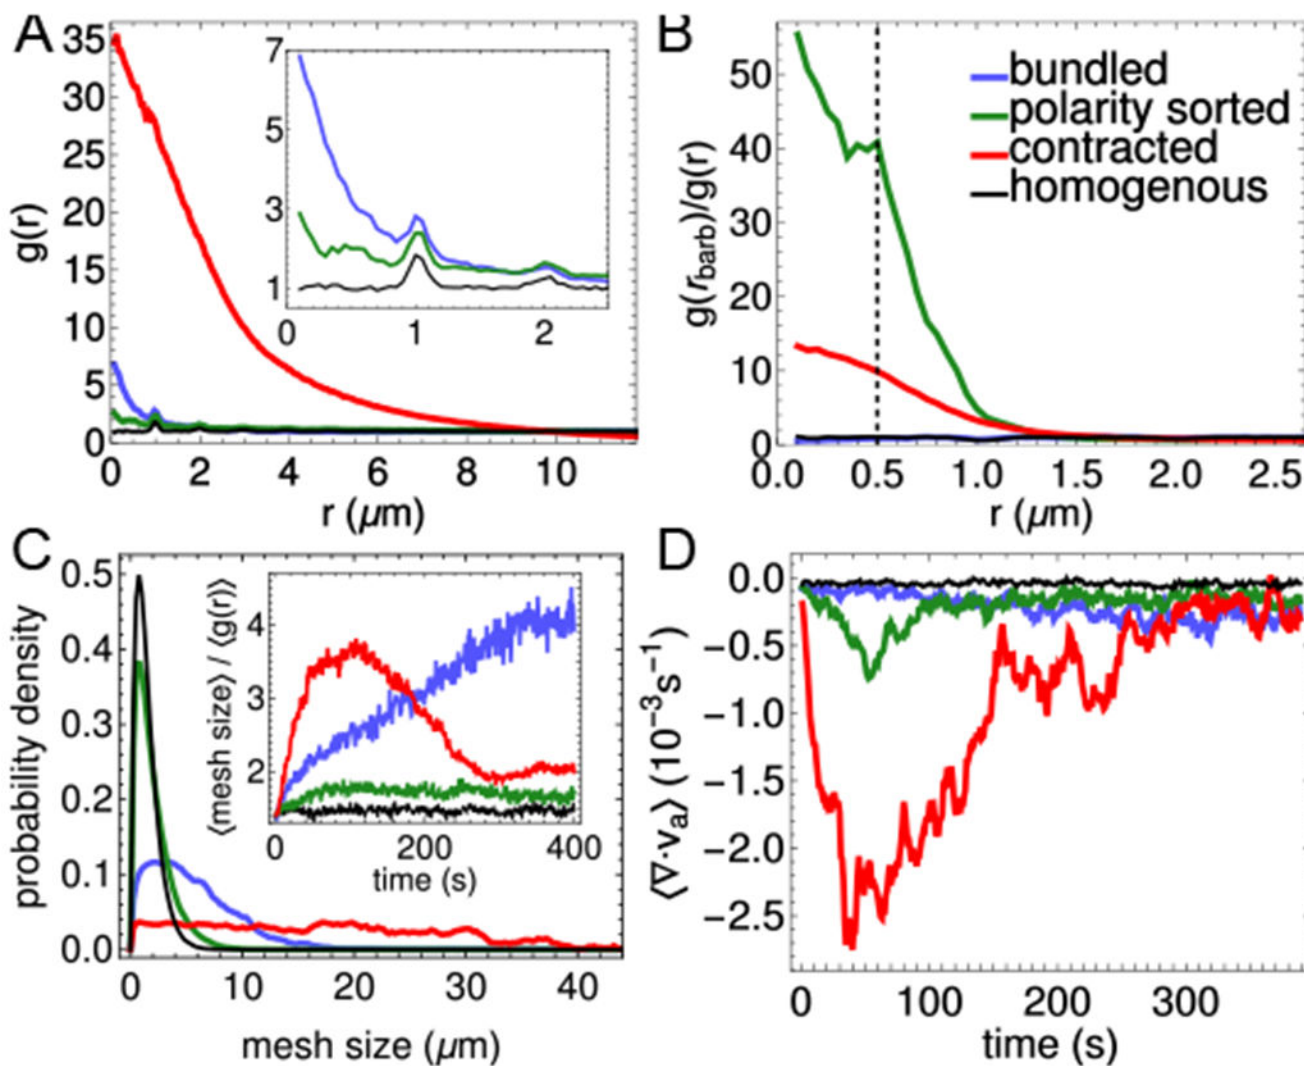 A
35
30
25
20
15
10
5
0
g(r)
0 2 4 6 8 10
r (μm)
7
5
3
1
0 1 2
B
50
40
30
20
10
0
g(r_barb)/g(r)
bundled
polarity sorted
contracted
homogenous
0.0 0.5 1.0 1.5 2.0 2.5
r (μm)
C
0.5
0.4
0.3
0.2
0.1
0.0
probability density
0 10 20 30 40
mesh size (μm)
4
3
2
⟨mesh size⟩ / ⟨g(r)⟩
0 200 400
time (s)
D
0.0
−0.5
−1.0
−1.5
−2.0
−2.5
⟨∇·v_a⟩ (10⁻³s⁻¹)
0 100 200 300
time (s)